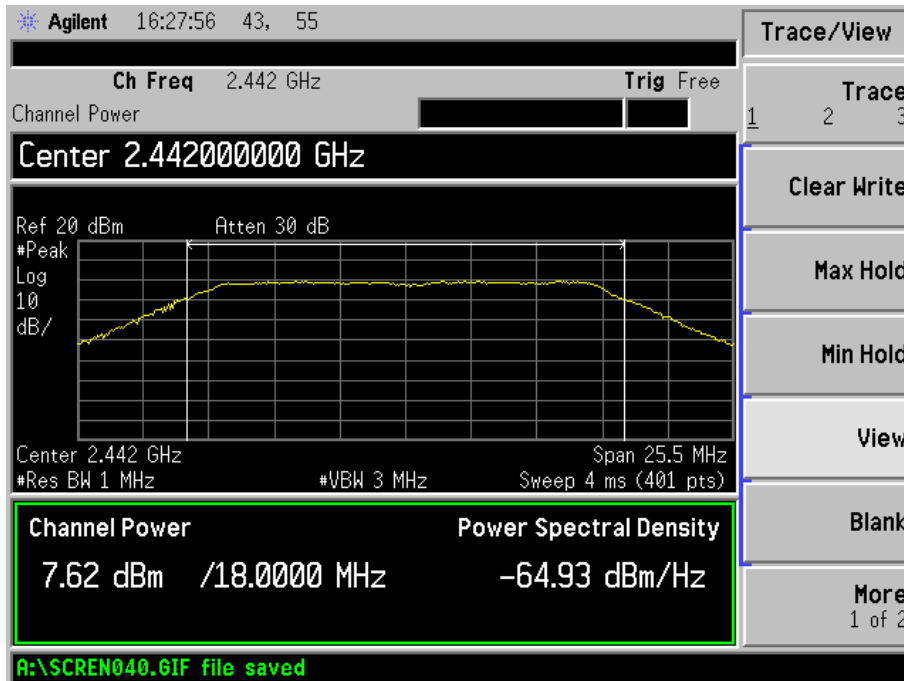 Agilent 16:27:56 43, 55
Trace/View
Ch Freq 2.442 GHz
Trig Free
Channel Power
Trace
1 2 3
Center 2.442000000 GHz
Clear Write
Ref 20 dBm Atten 30 dB
#Peak
Log
10
dB/
Max Hold
Min Hold
Center 2.442 GHz Span 25.5 MHz
#Res BW 1 MHz #VBW 3 MHz Sweep 4 ms (401 pts)
View
Channel Power Power Spectral Density
7.62 dBm /18.0000 MHz -64.93 dBm/Hz
Blank
More
1 of 2
A:\SCREN040.GIF file saved